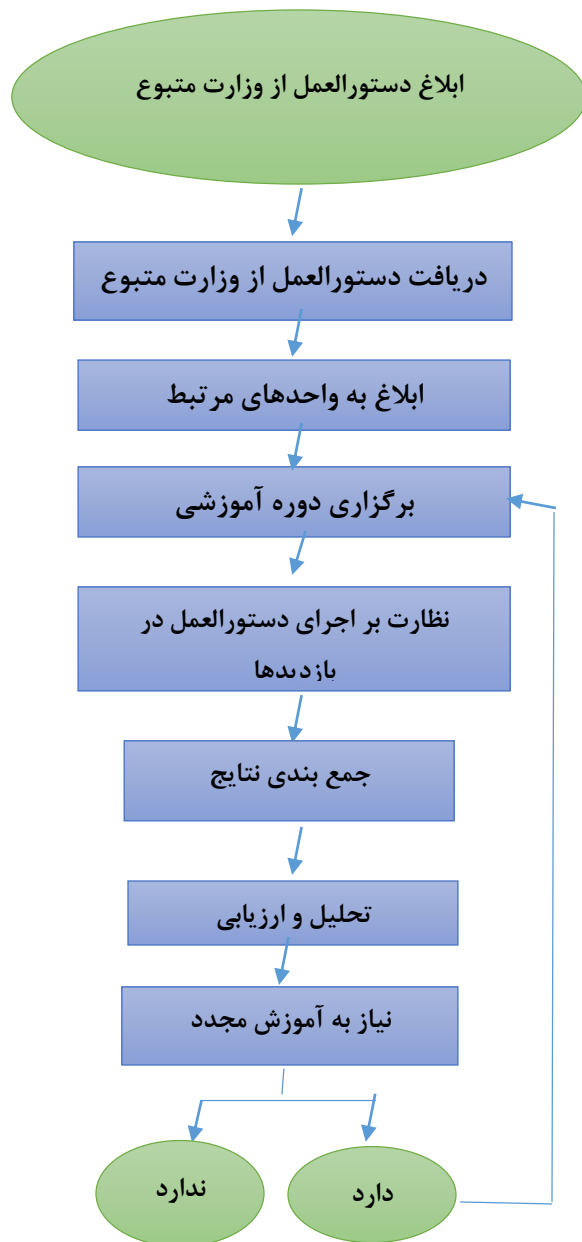 ابلاغ دستورالعمل از وزارت متبوع
دریافت دستورالعمل از وزارت متبوع
ابلاغ به واحدهای مرتبط
برگزاری دوره آموزشی
نظارت بر اجرای دستورالعمل در
بازدیدها
جمع بندی نتایج
تحلیل و ارزیابی
نیاز به آموزش مجدد
دارد
ندارد